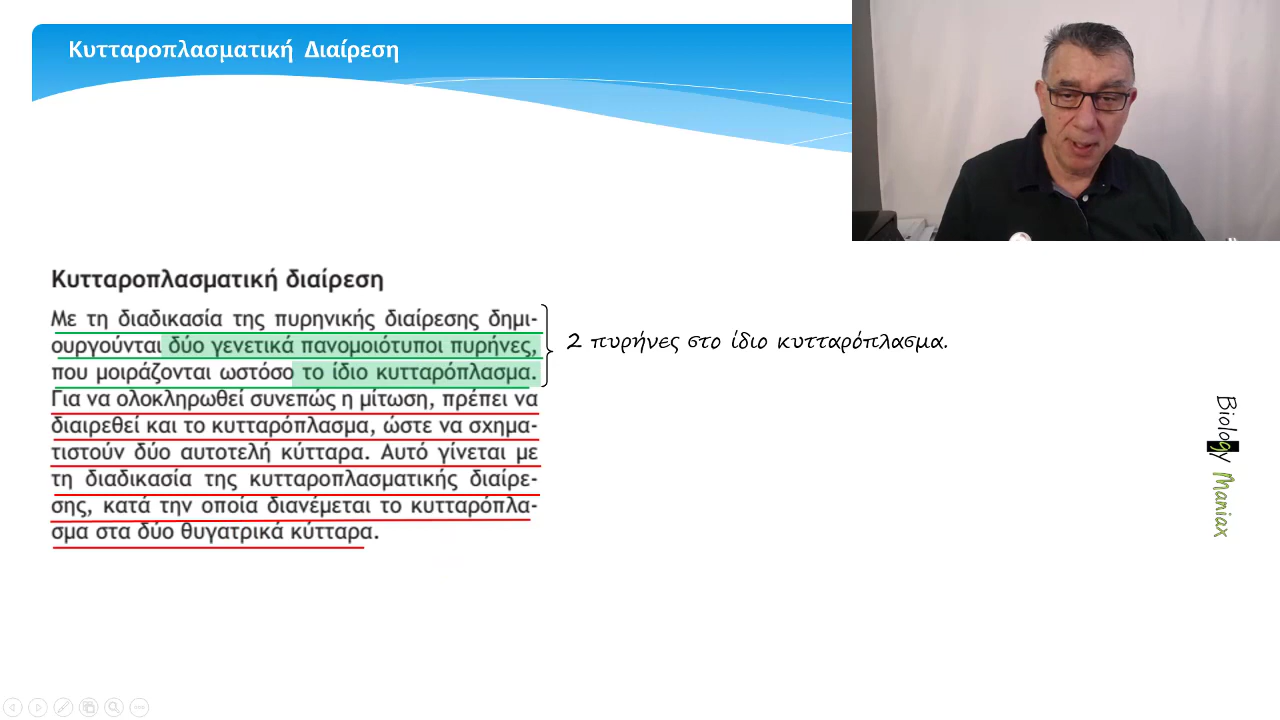 Κυτταροπλασματική Διαίρεση
Κυτταροπλασματική διαίρεση
Με τη διαδικασία της πυρηνικής διαίρεσης δημι-
ουργούνται δύο γενετικά πανομοιότυποι πυρήνες,
που μοιράζονται ωστόσο το ίδιο κυτταρόπλασμα.
Για να ολοκληρωθεί συνεπώς η μίτωση, πρέπει να
διαιρεθεί και το κυτταρόπλασμα, ώστε να σχημα-
τιστούν δύο αυτοτελή κύτταρα. Αυτό γίνεται με
τη διαδικασία της κυτταροπλασματικής διαίρε-
σης, κατά την οποία διανέμεται το κυτταρόπλα-
σμα στα δύο θυγατρικά κύτταρα.
2 πυρήνες στο ίδιο κυτταρόπλασμα.
Biology Maniax